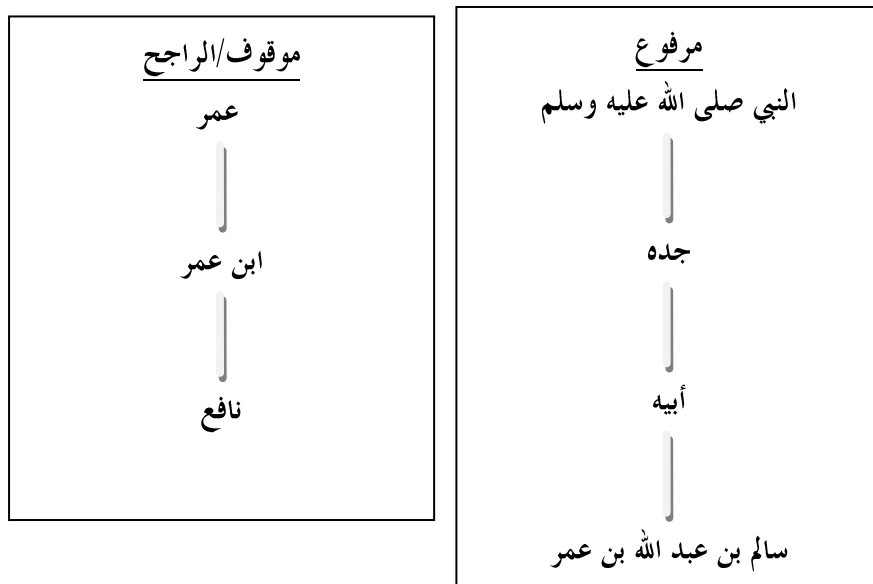 مرفوع
النبي صلى الله عليه وسلم
جده
أبيه
سالم بن عبد الله بن عمر
موقوف/الراجح
عمر
ابن عمر
نافع